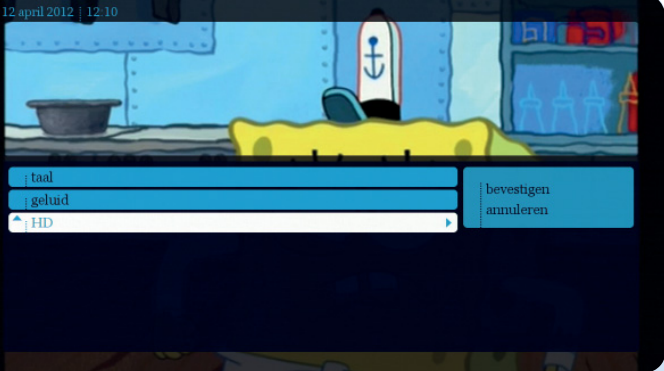 12 april 2012 12:10
taal
geluid
HD
bevestigen
annuleren